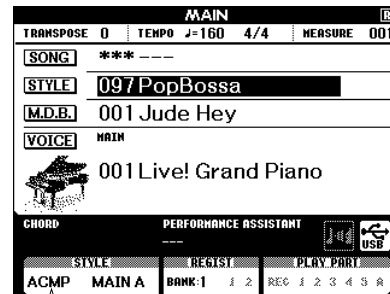 MAIN
TRANSPOSE 0 TEMPO ♩=160 4/4 MEASURE 001
SONG *** ---
STYLE 097 PopBossa
M.D.B. 001 Jude Hey
VOICE MAIN
001 Live! Grand Piano
CHORD PERFORMANCE ASSISTANT
---
USB
STYLE REGIST PLAY PART
ACMP MAIN A BANK:1 1 2 REC 1 2 3 4 5 A